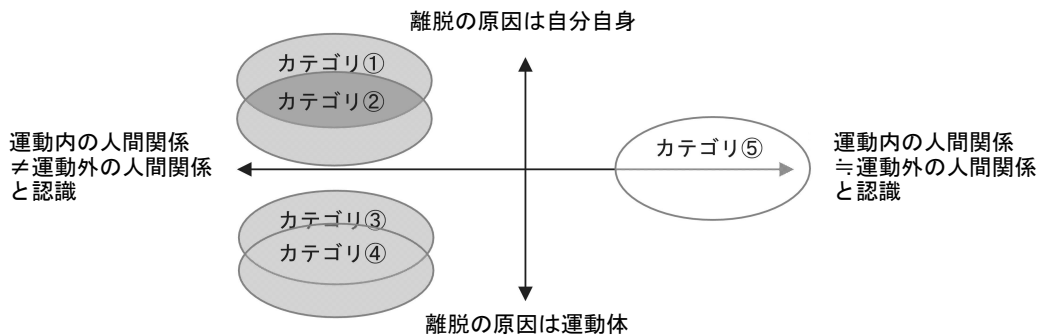 離脱の原因は自分自身
カテゴリ①
カテゴリ②
運動内の人間関係
≠運動外の人間関係
と認識
カテゴリ⑤
運動内の人間関係
≒運動外の人間関係
と認識
カテゴリ③
カテゴリ④
離脱の原因は運動体